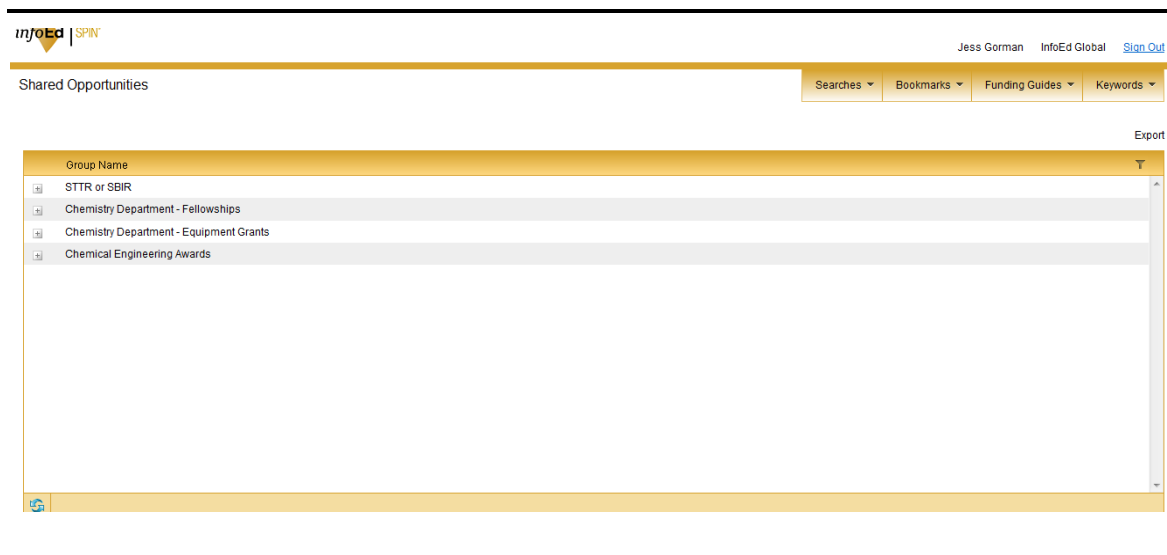 infoEd | SPIN
Jess Gorman InfoEd Global Sign Out
Shared Opportunities
Searches Bookmarks Funding Guides Keywords
Export
Group Name
STTR or SBIR
Chemistry Department - Fellowships
Chemistry Department - Equipment Grants
Chemical Engineering Awards